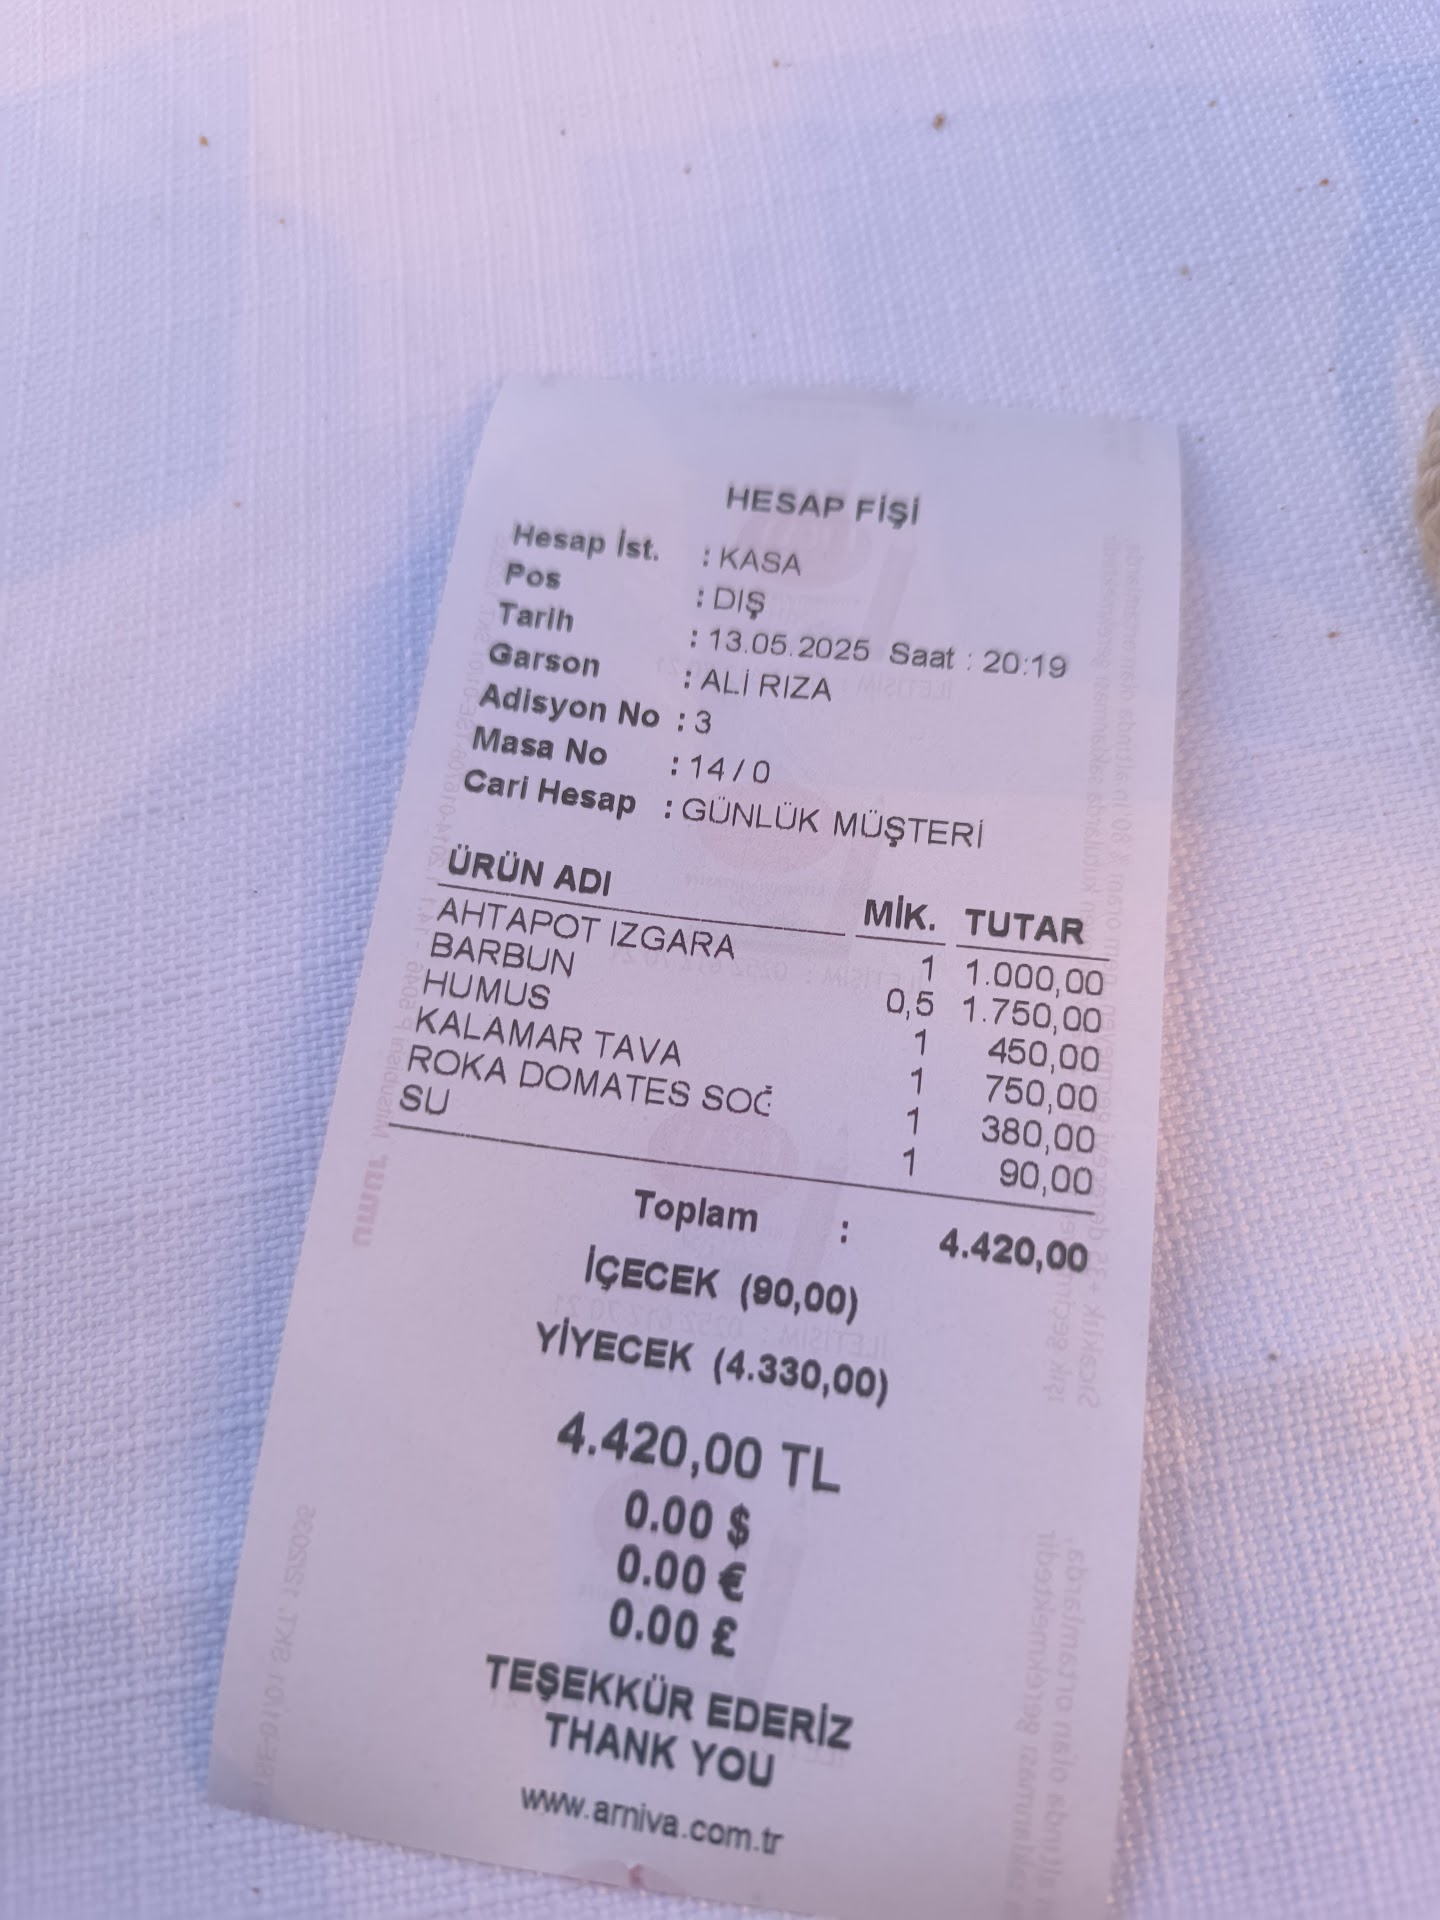 HESAP FİŞİ
Hesap İst. : KASA
Pos : DIŞ
Tarih : 13.05.2025 Saat : 20:19
Garson : ALİ RIZA
Adisyon No : 3
Masa No : 14 / 0
Cari Hesap : GÜNLÜK MÜŞTERİ
ÜRÜN ADI MİK. TUTAR
AHTAPOT IZGARA 1 1.000,00
BARBUN 0,5 1.750,00
HUMUS 1 450,00
KALAMAR TAVA 1 750,00
ROKA DOMATES SOĞ 1 380,00
SU 1 90,00
Toplam : 4.420,00
İÇECEK (90,00)
YİYECEK (4.330,00)
4.420,00 TL
0.00 $
0.00 €
0.00 £
TEŞEKKÜR EDERİZ
THANK YOU
www.arniva.com.tr